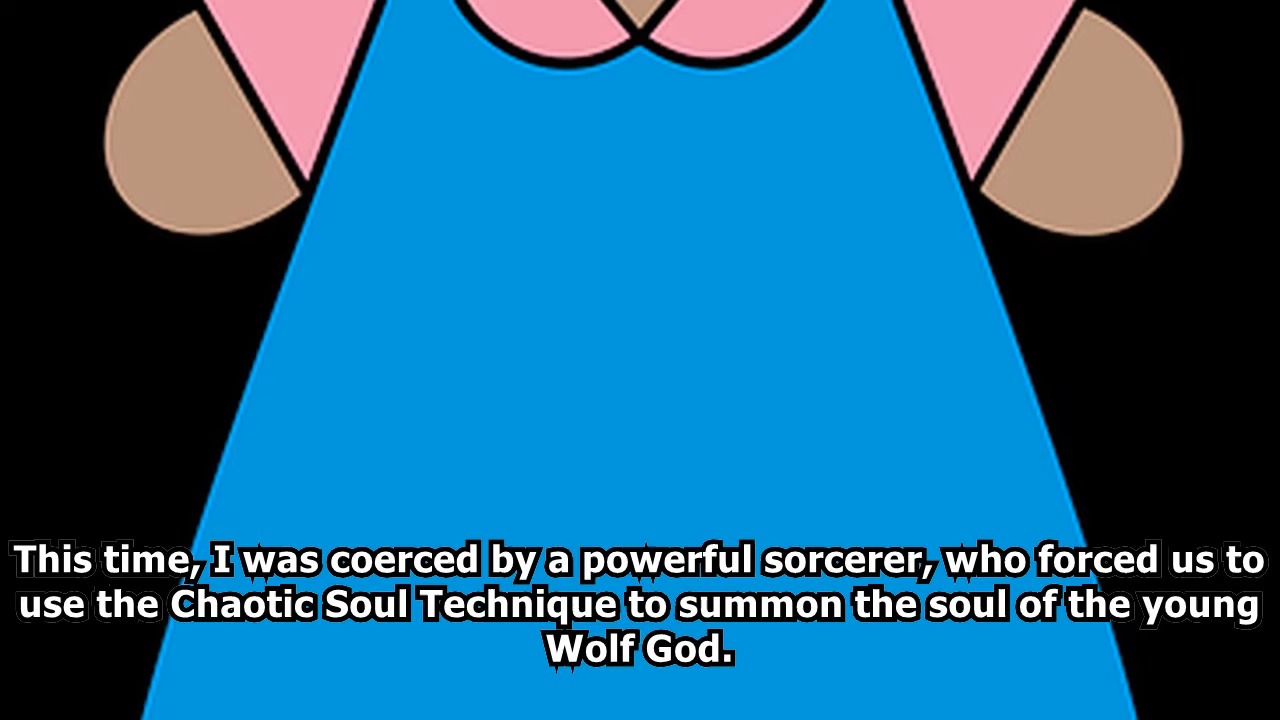 This time, I was coerced by a powerful sorcerer, who forced us to
use the Chaotic Soul Technique to summon the soul of the young
Wolf God.